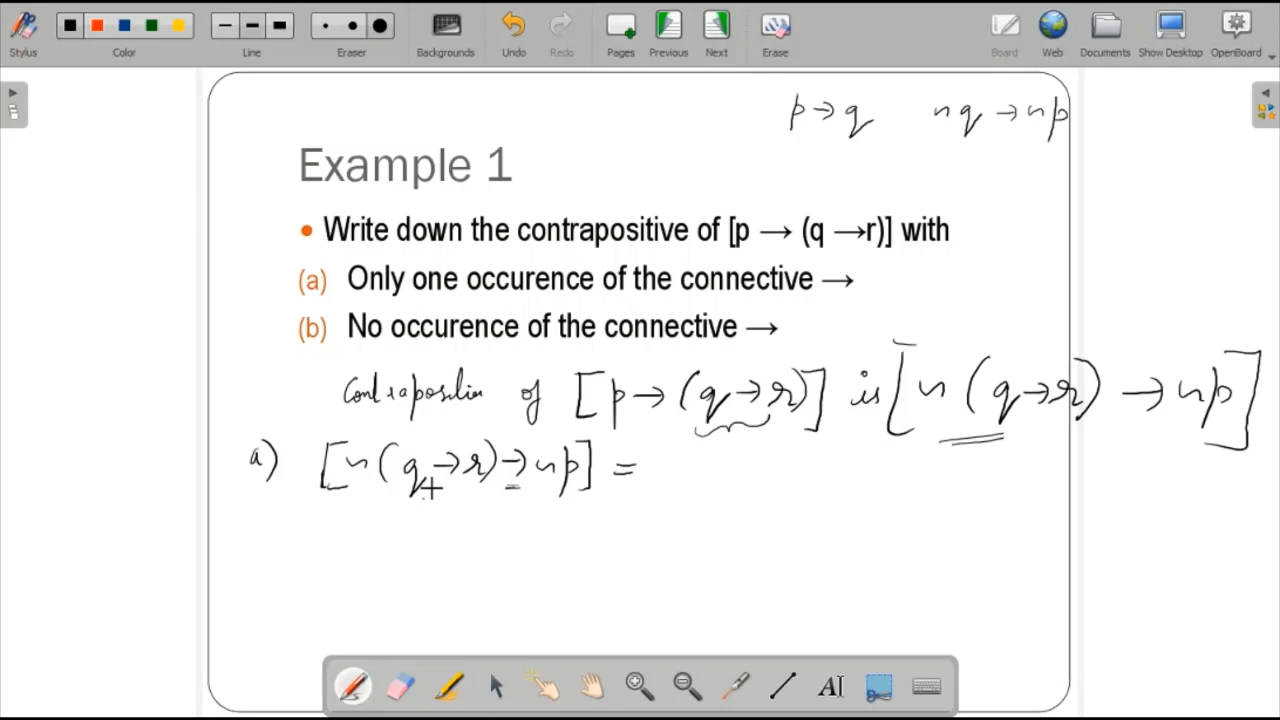 Stylus Color Line Eraser Backgrounds Undo Redo Pages Previous Next Erase Board Web Documents Show Desktop OpenBoard
p → q ~q → ~p
Example 1
• Write down the contrapositive of [p → (q →r)] with
(a) Only one occurence of the connective →
(b) No occurence of the connective →
Contrapositive of [p → (q → r)] is [~(q → r) → ~p]
a) [~(q → r) → ~p] =